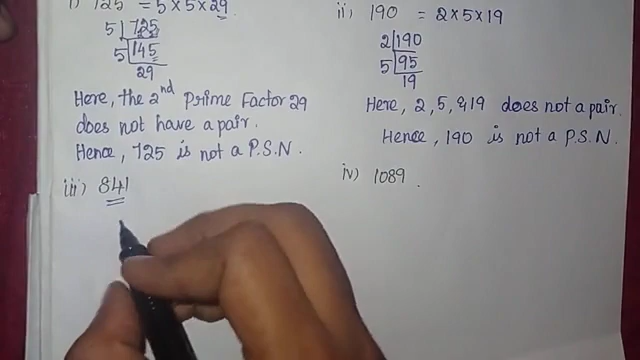 i) 725 = 5 x 5 x 29
5 725
5 145
29
Here, the 2nd Prime Factor 29
does not have a pair.
Hence, 725 is not a P.S.N.
ii) 190 = 2 x 5 x 19
2 190
5 95
19
Here, 2, 5, & 19 does not a pair.
Hence, 190 is not a P.S.N.
iii) 841
iv) 1089